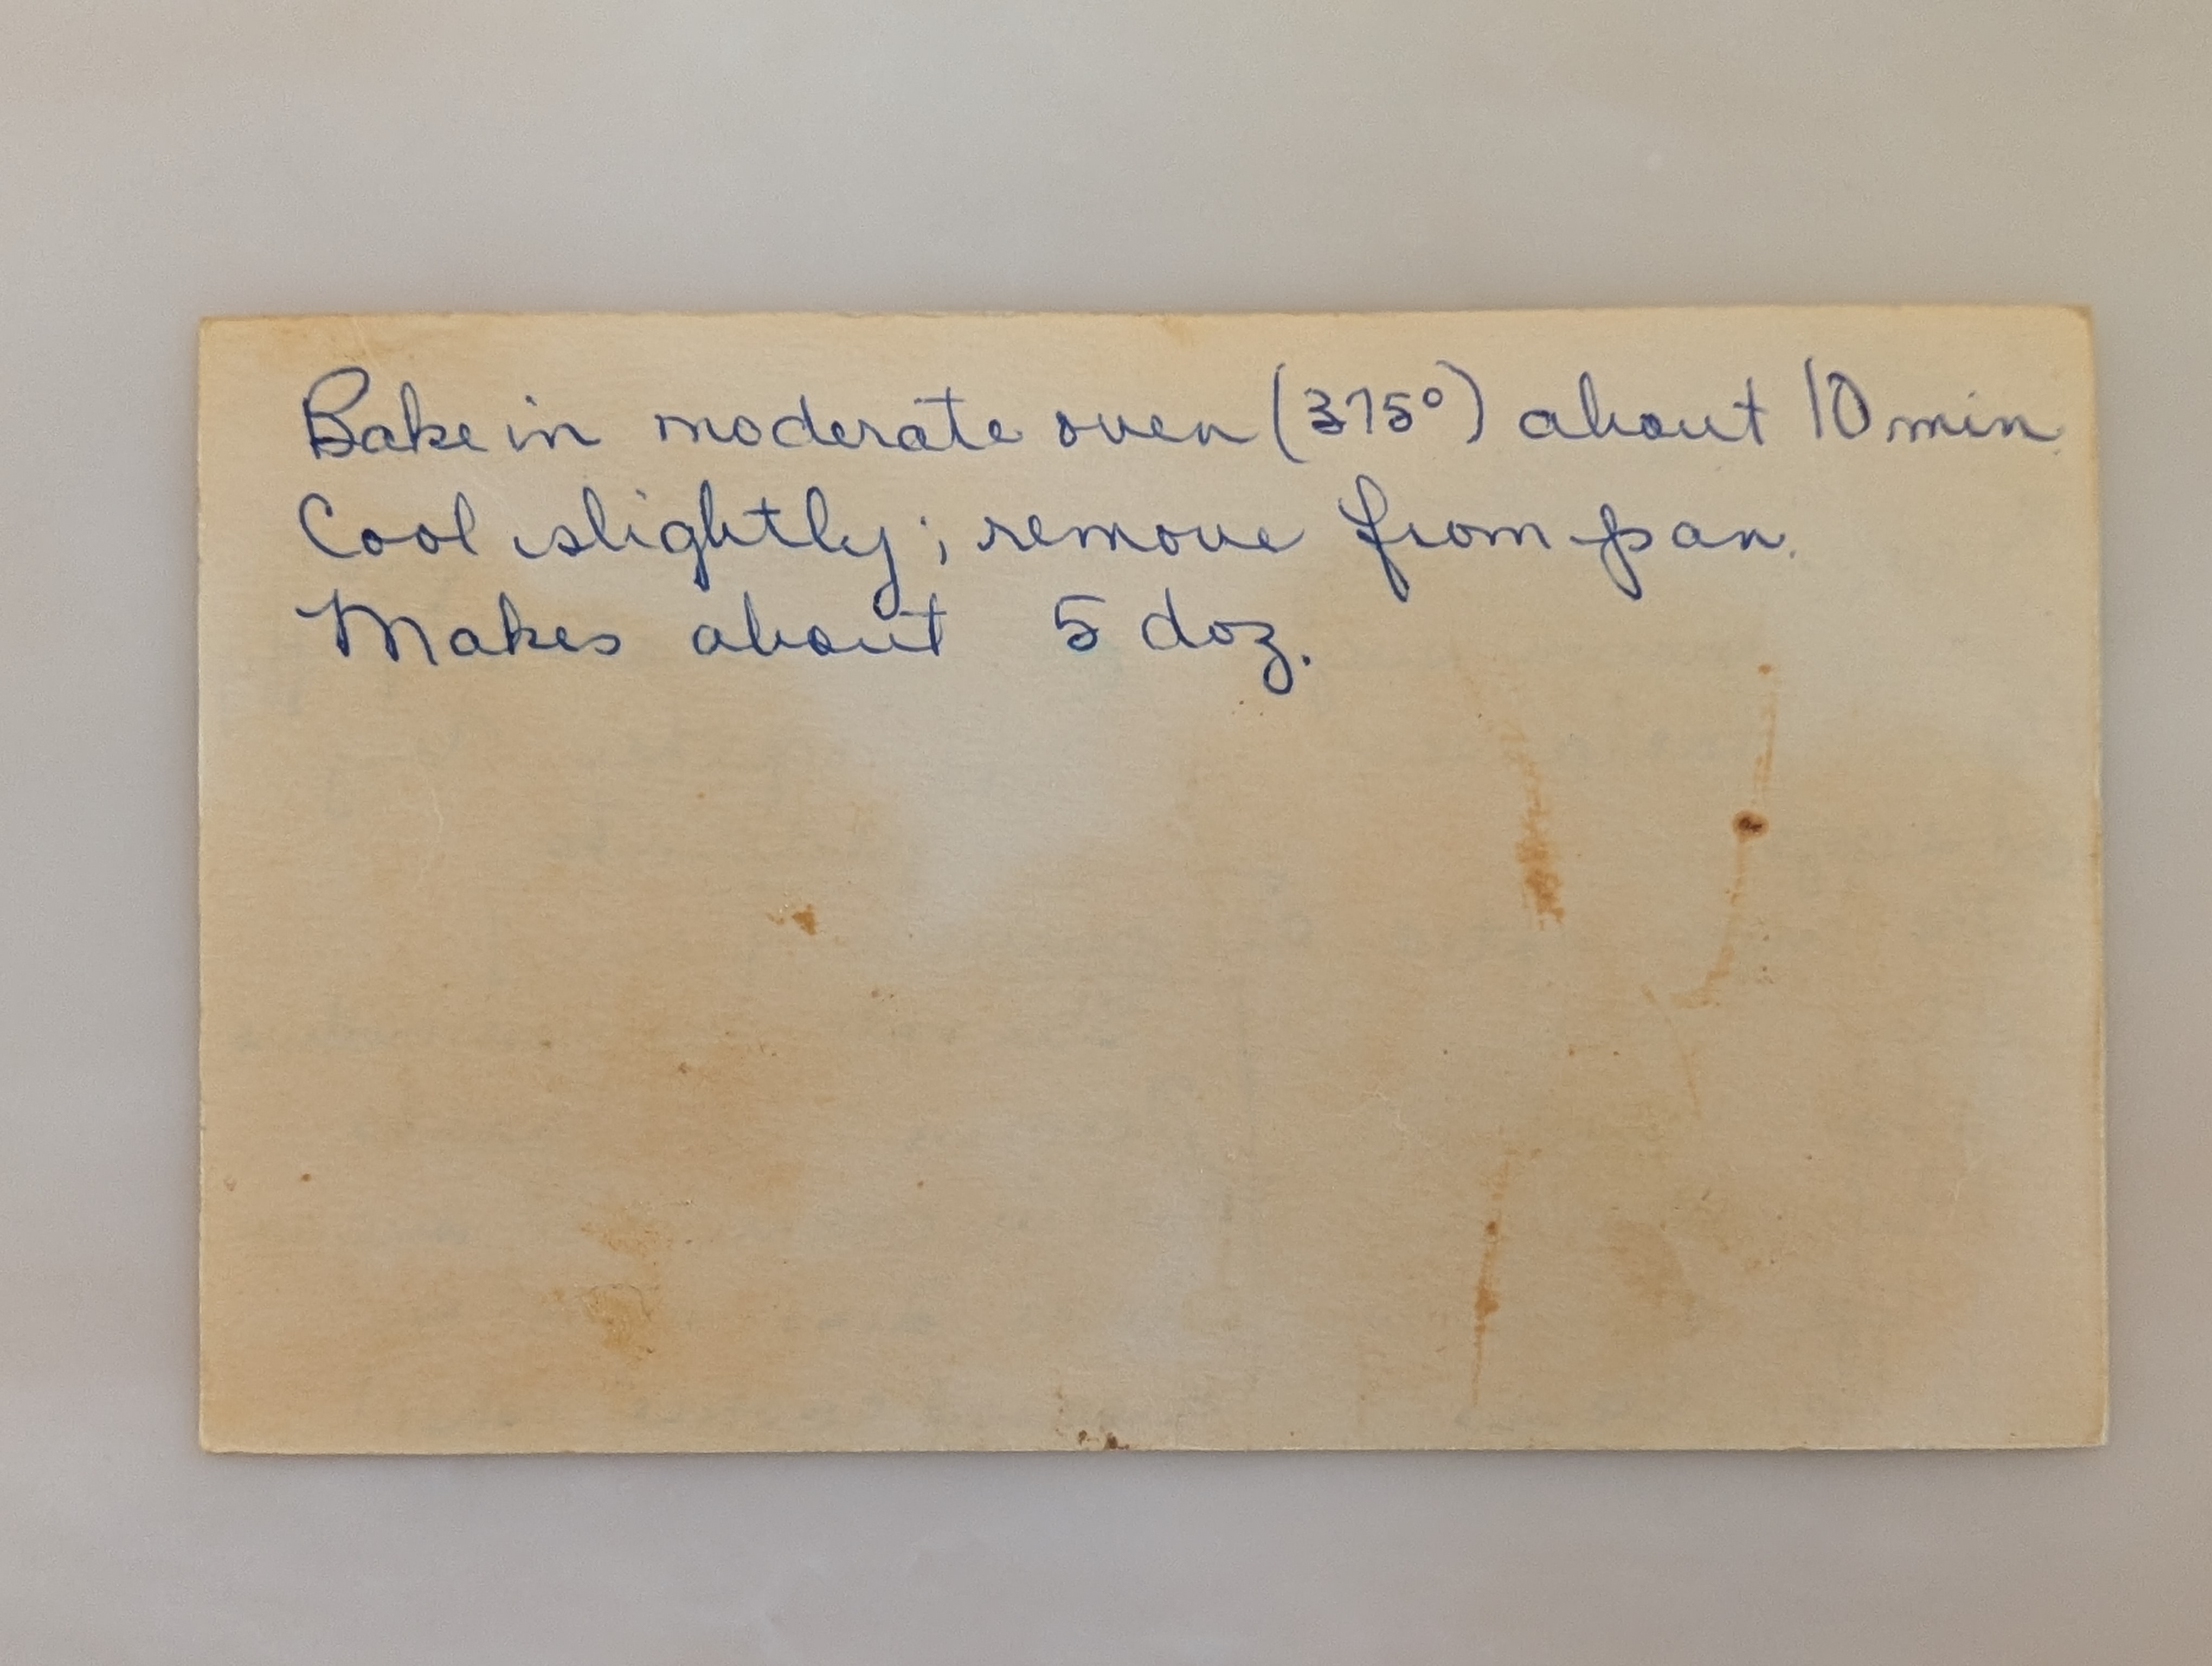 Bake in moderate oven (375°) about 10 min.
Cool slightly; remove from pan.
Makes about 5 doz.